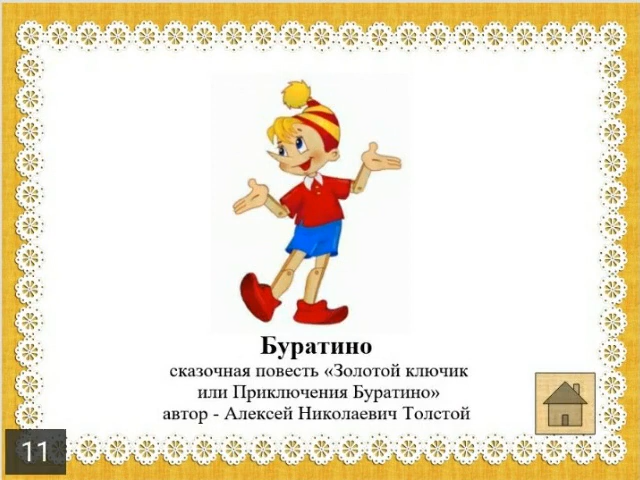 Буратино
сказочная повесть «Золотой ключик
или Приключения Буратино»
автор - Алексей Николаевич Толстой
11